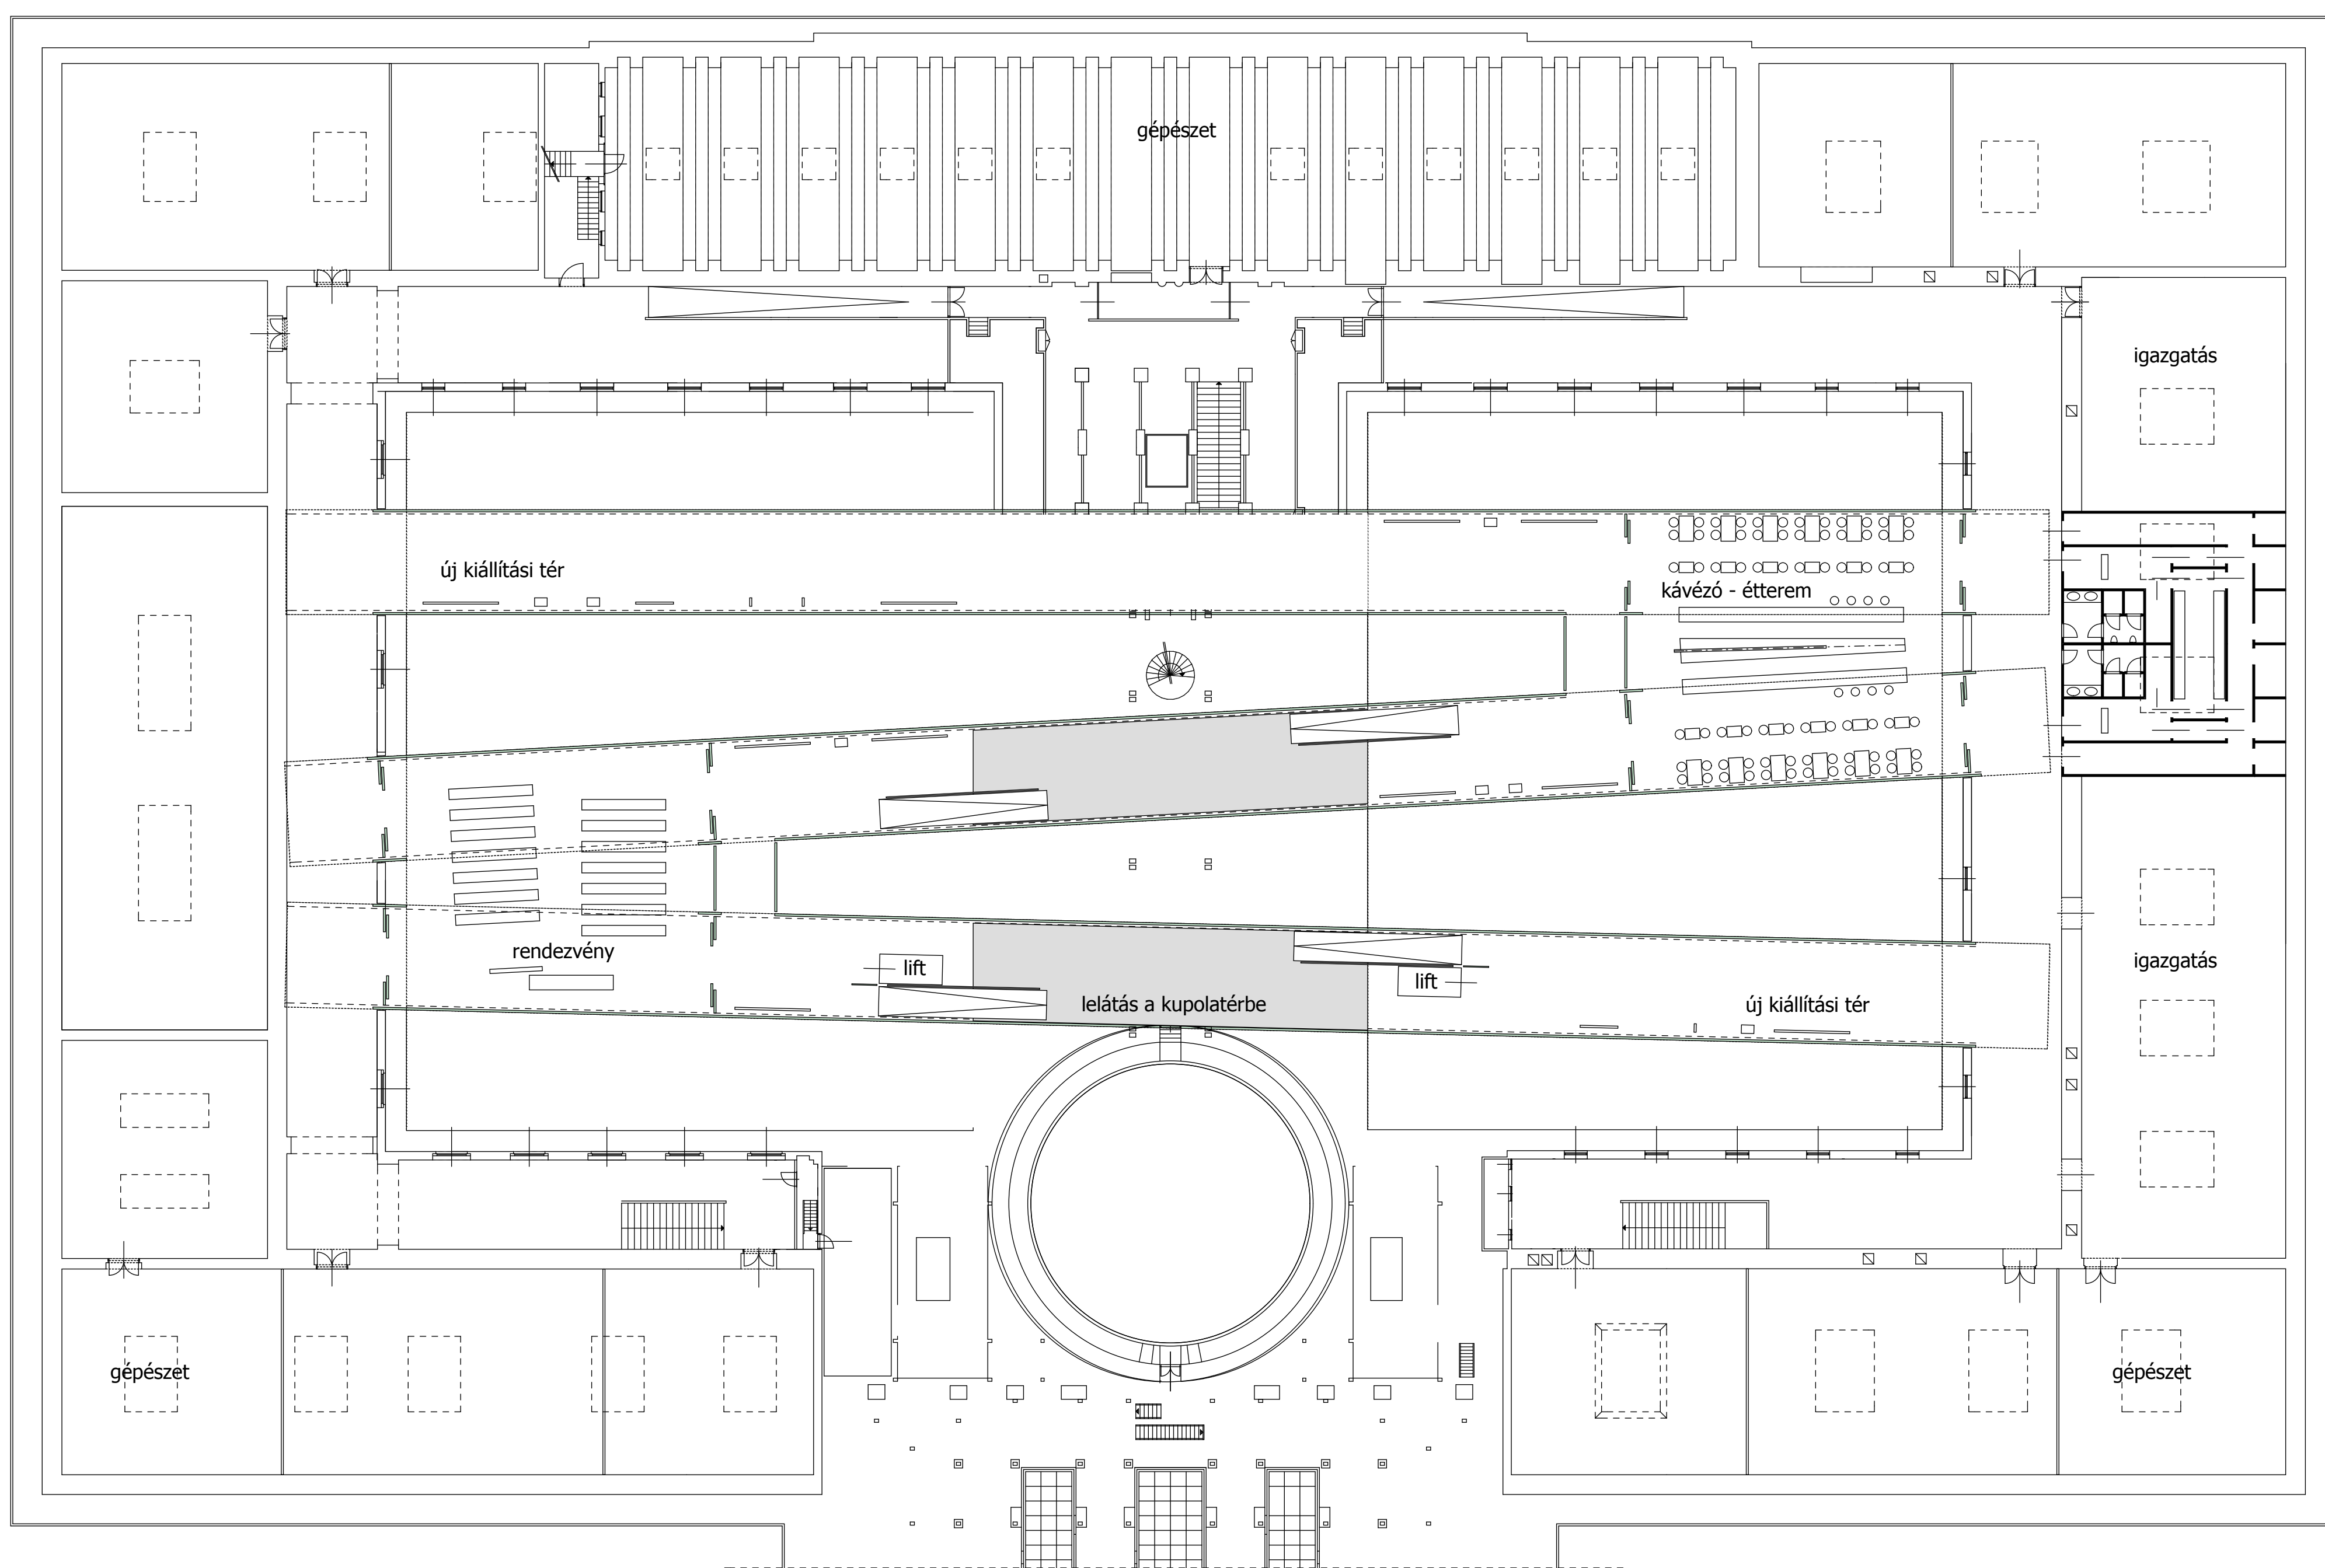 gépészet
igazgatás
új kiállítási tér
kávézó - étterem
rendezvény
lift
lift
lelátás a kupolatérbe
új kiállítási tér
igazgatás
gépészet
gépészet